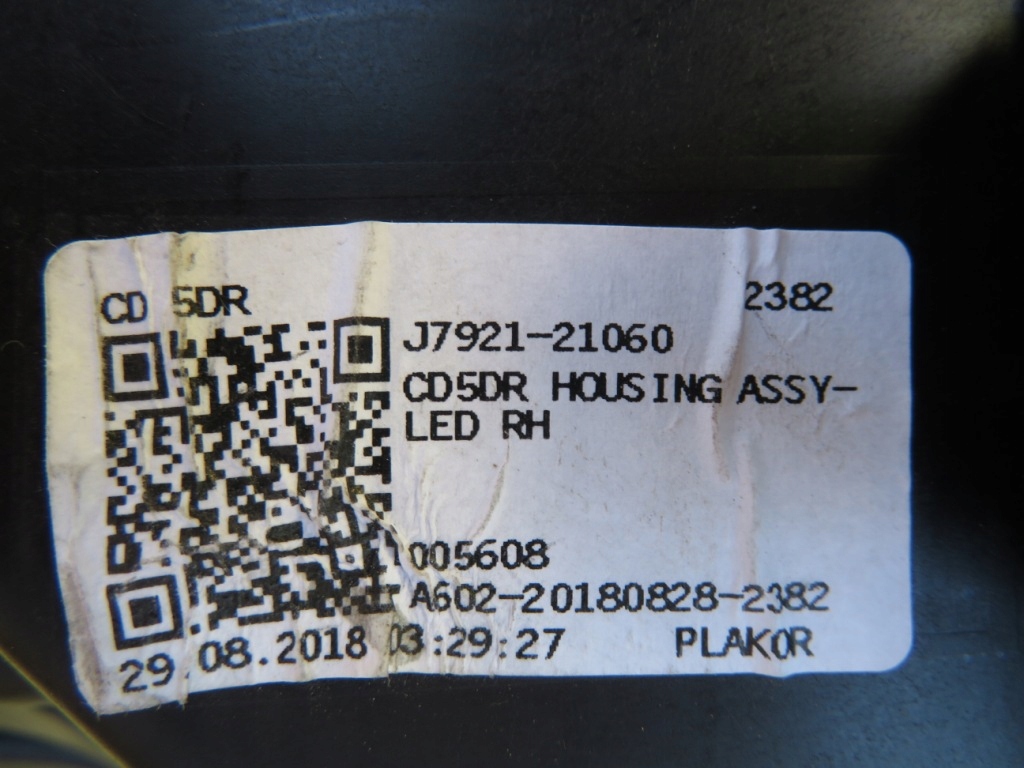 CD 5DR 2382
J7921-21060
CD5DR HOUSING ASSY-
LED RH
005608
A602-20180828-2382
29.08.2018 03:29:27 PLAKOR